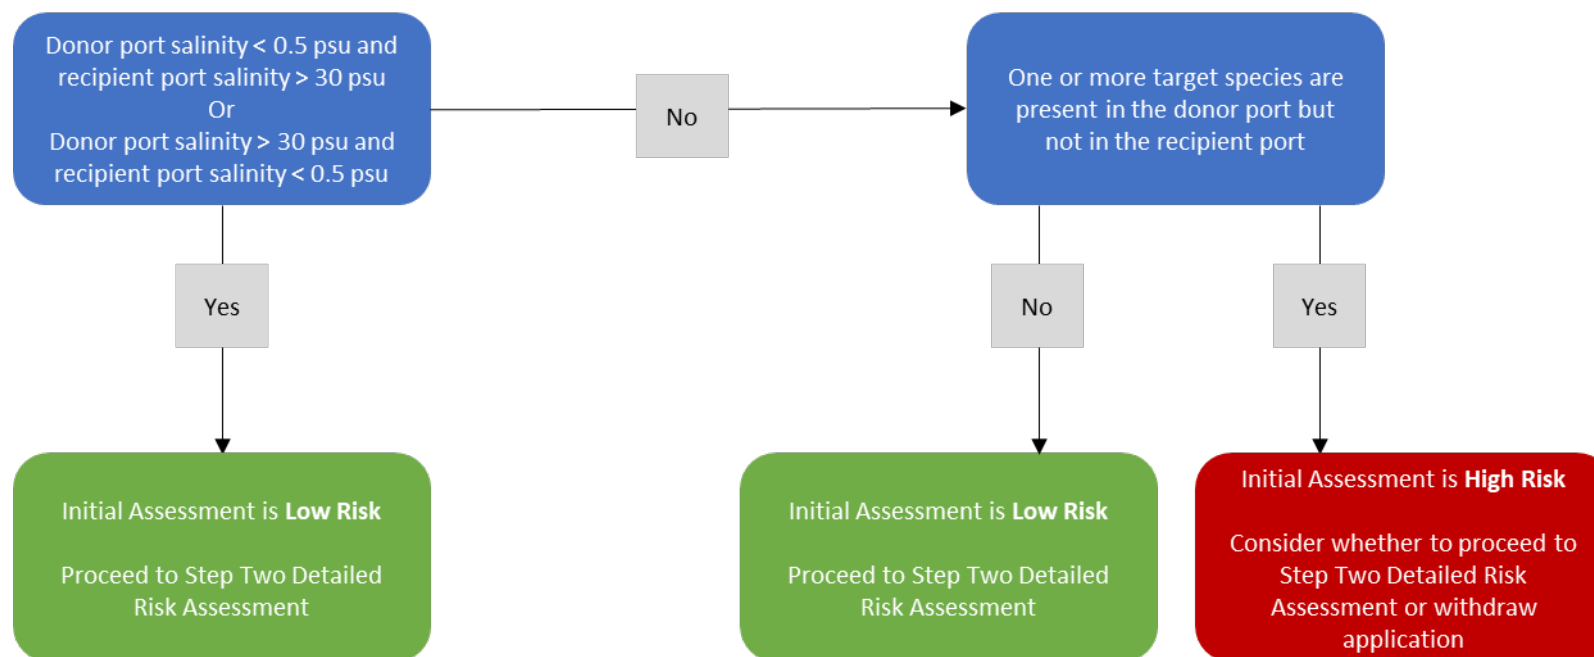 Donor port salinity < 0.5 psu and
recipient port salinity > 30 psu
Or
Donor port salinity > 30 psu and
recipient port salinity < 0.5 psu
No
One or more target species are
present in the donor port but
not in the recipient port
Yes
No
Yes
Initial Assessment is Low Risk
Proceed to Step Two Detailed
Risk Assessment
Initial Assessment is Low Risk
Proceed to Step Two Detailed
Risk Assessment
Initial Assessment is High Risk
Consider whether to proceed to
Step Two Detailed Risk
Assessment or withdraw
application